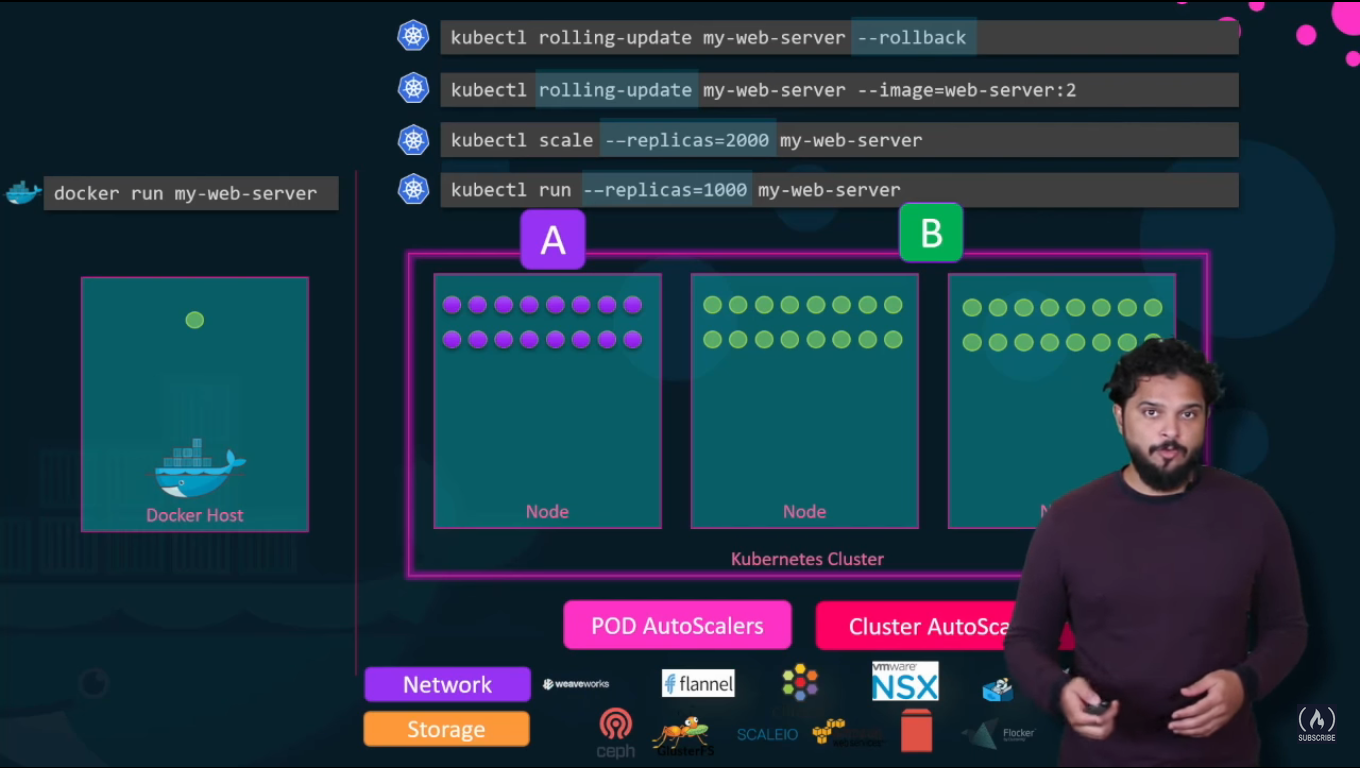 kubectl rolling-update my-web-server --rollback
kubectl rolling-update my-web-server --image=web-server:2
kubectl scale --replicas=2000 my-web-server
docker run my-web-server
kubectl run --replicas=1000 my-web-server
A
B
Node
Node
Docker Host
Kubernetes Cluster
POD AutoScalers
Cluster AutoSca
Network
weaveworks
flannel
vmware
NSX
Storage
ceph
GlusterFS
SCALEIO
Flocker
SUBSCRIBE